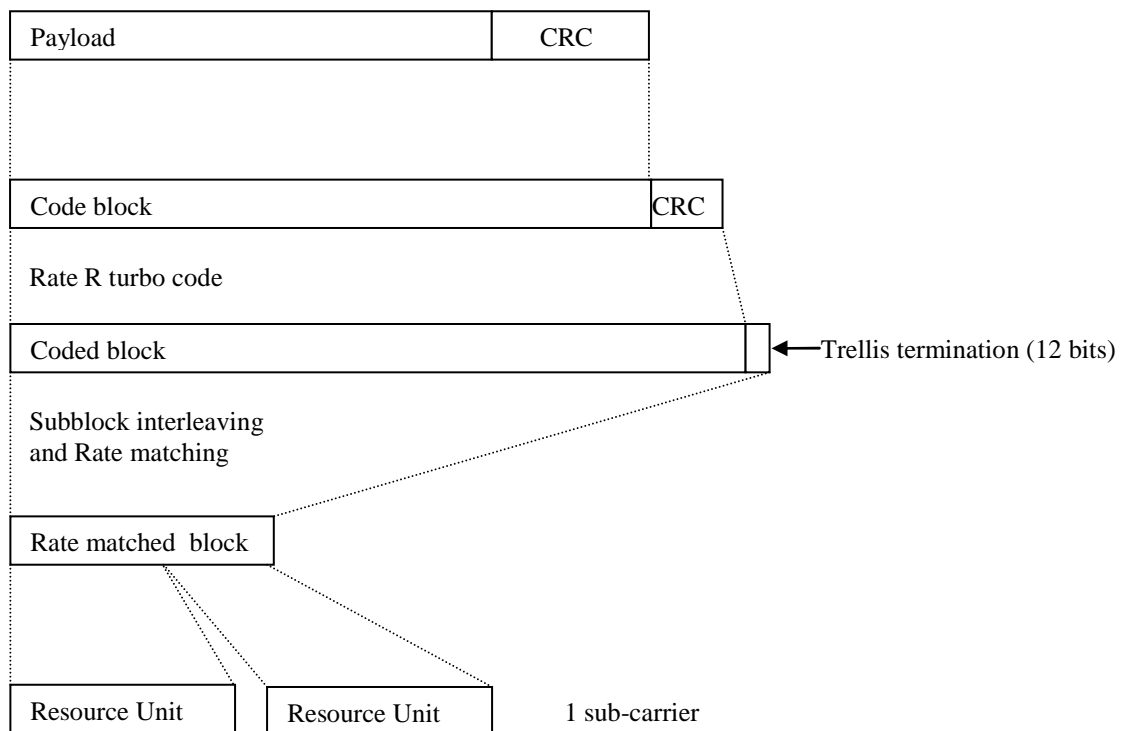 Payload CRC
Code block CRC
Rate R turbo code
Coded block Trellis termination (12 bits)
Subblock interleaving
and Rate matching
Rate matched block
Resource Unit Resource Unit 1 sub-carrier